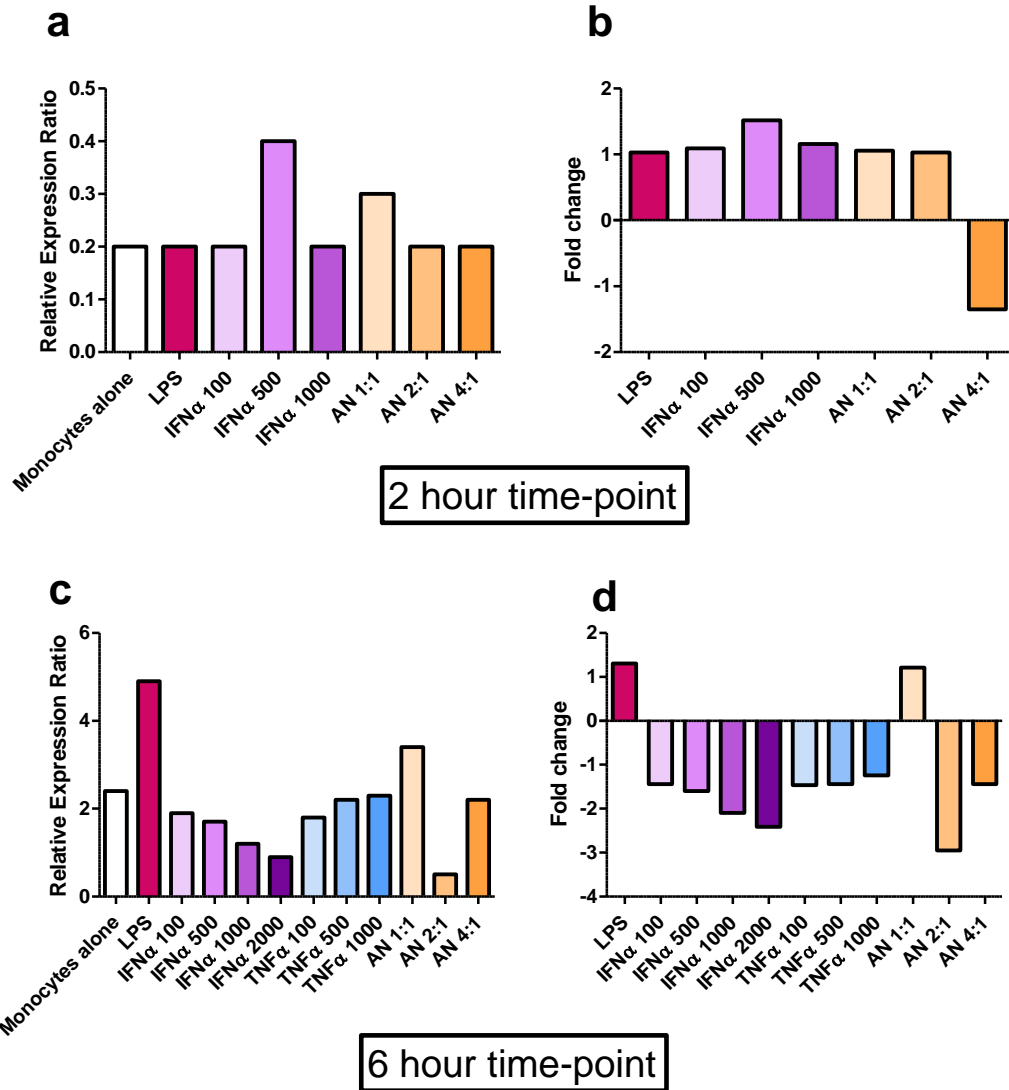 a
Relative Expression Ratio
0.5
0.4
0.3
0.2
0.1
0.0
Monocytes alone
LPS
IFNα 100
IFNα 500
IFNα 1000
AN 1:1
AN 2:1
AN 4:1
b
Fold change
2
1
0
-1
-2
LPS
IFNα 100
IFNα 500
IFNα 1000
AN 1:1
AN 2:1
AN 4:1
2 hour time-point
c
Relative Expression Ratio
6
4
2
0
Monocytes alone
LPS
IFNα 100
IFNα 500
IFNα 1000
IFNα 2000
TNFα 100
TNFα 500
TNFα 1000
AN 1:1
AN 2:1
AN 4:1
d
Fold change
2
1
0
-1
-2
-3
-4
LPS
IFNα 100
IFNα 500
IFNα 1000
IFNα 2000
TNFα 100
TNFα 500
TNFα 1000
AN 1:1
AN 2:1
AN 4:1
6 hour time-point